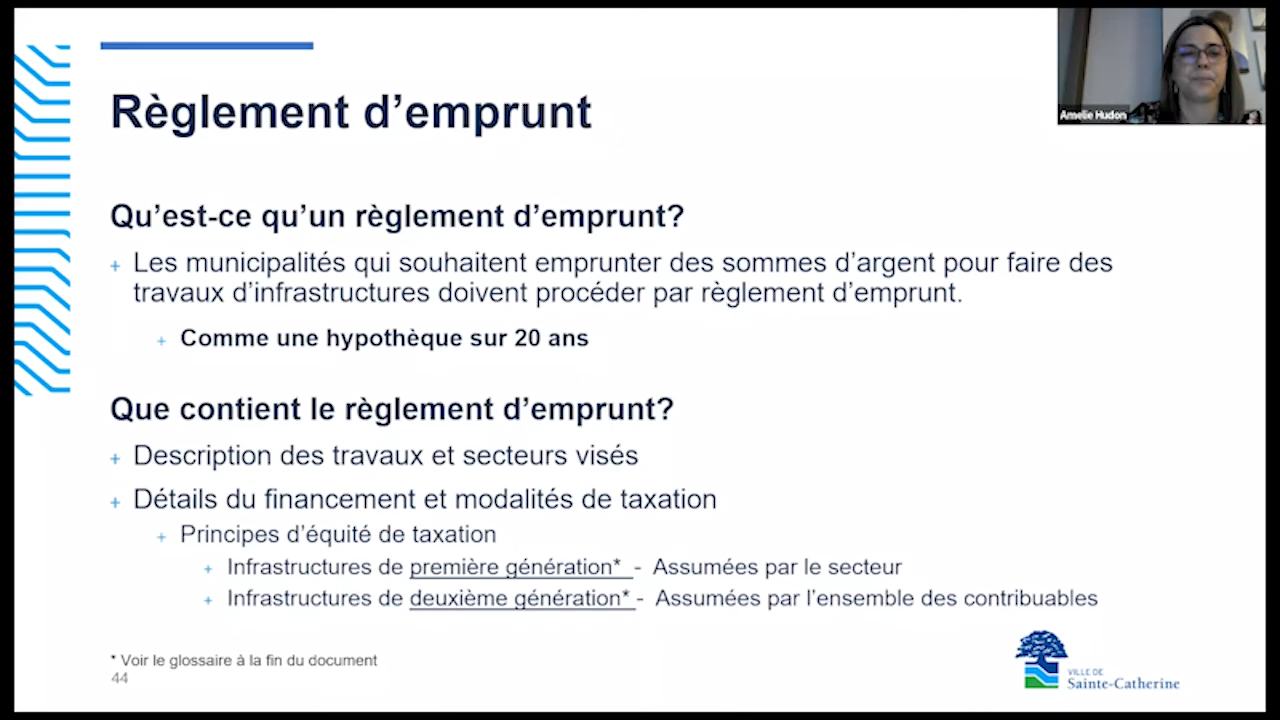 Amelie Hudon
Règlement d’emprunt
Qu’est-ce qu’un règlement d’emprunt?
+ Les municipalités qui souhaitent emprunter des sommes d’argent pour faire des
travaux d’infrastructures doivent procéder par règlement d’emprunt.
+ Comme une hypothèque sur 20 ans
Que contient le règlement d’emprunt?
+ Description des travaux et secteurs visés
+ Détails du financement et modalités de taxation
+ Principes d’équité de taxation
+ Infrastructures de première génération* - Assumées par le secteur
+ Infrastructures de deuxième génération* - Assumées par l’ensemble des contribuables
* Voir le glossaire à la fin du document
44
VILLE DE
Sainte-Catherine